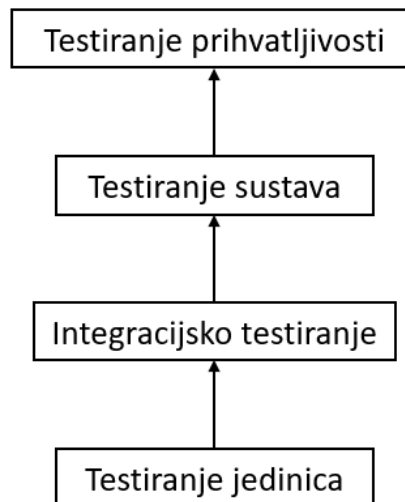 Testiranje prihvatljivosti
Testiranje sustava
Integracijsko testiranje
Testiranje jedinica